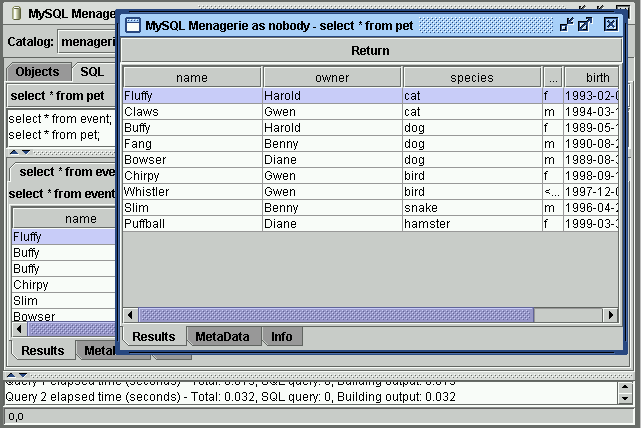 MySQL Menage
MySQL Menagerie as nobody - select * from pet
Catalog: menageri
Return
Objects SQL
select * from pet
select * from event;
select * from pet;
name owner species ... birth
Fluffy Harold cat f 1993-02-0
Claws Gwen cat m 1994-03-1
Buffy Harold dog f 1989-05-1
Fang Benny dog m 1990-08-2
Bowser Diane dog m 1989-08-3
Chirpy Gwen bird f 1998-09-1
Whistler Gwen bird <... 1997-12-0
Slim Benny snake m 1996-04-2
Puffball Diane hamster f 1999-03-3
select * from eve
select * from event
name
Fluffy
Buffy
Buffy
Chirpy
Slim
Bowser
Results MetaData Info
Results Meta
Query 1 elapsed time (seconds) - Total: 0.015, SQL query: 0, Building output: 0.015
Query 2 elapsed time (seconds) - Total: 0.032, SQL query: 0, Building output: 0.032
0,0